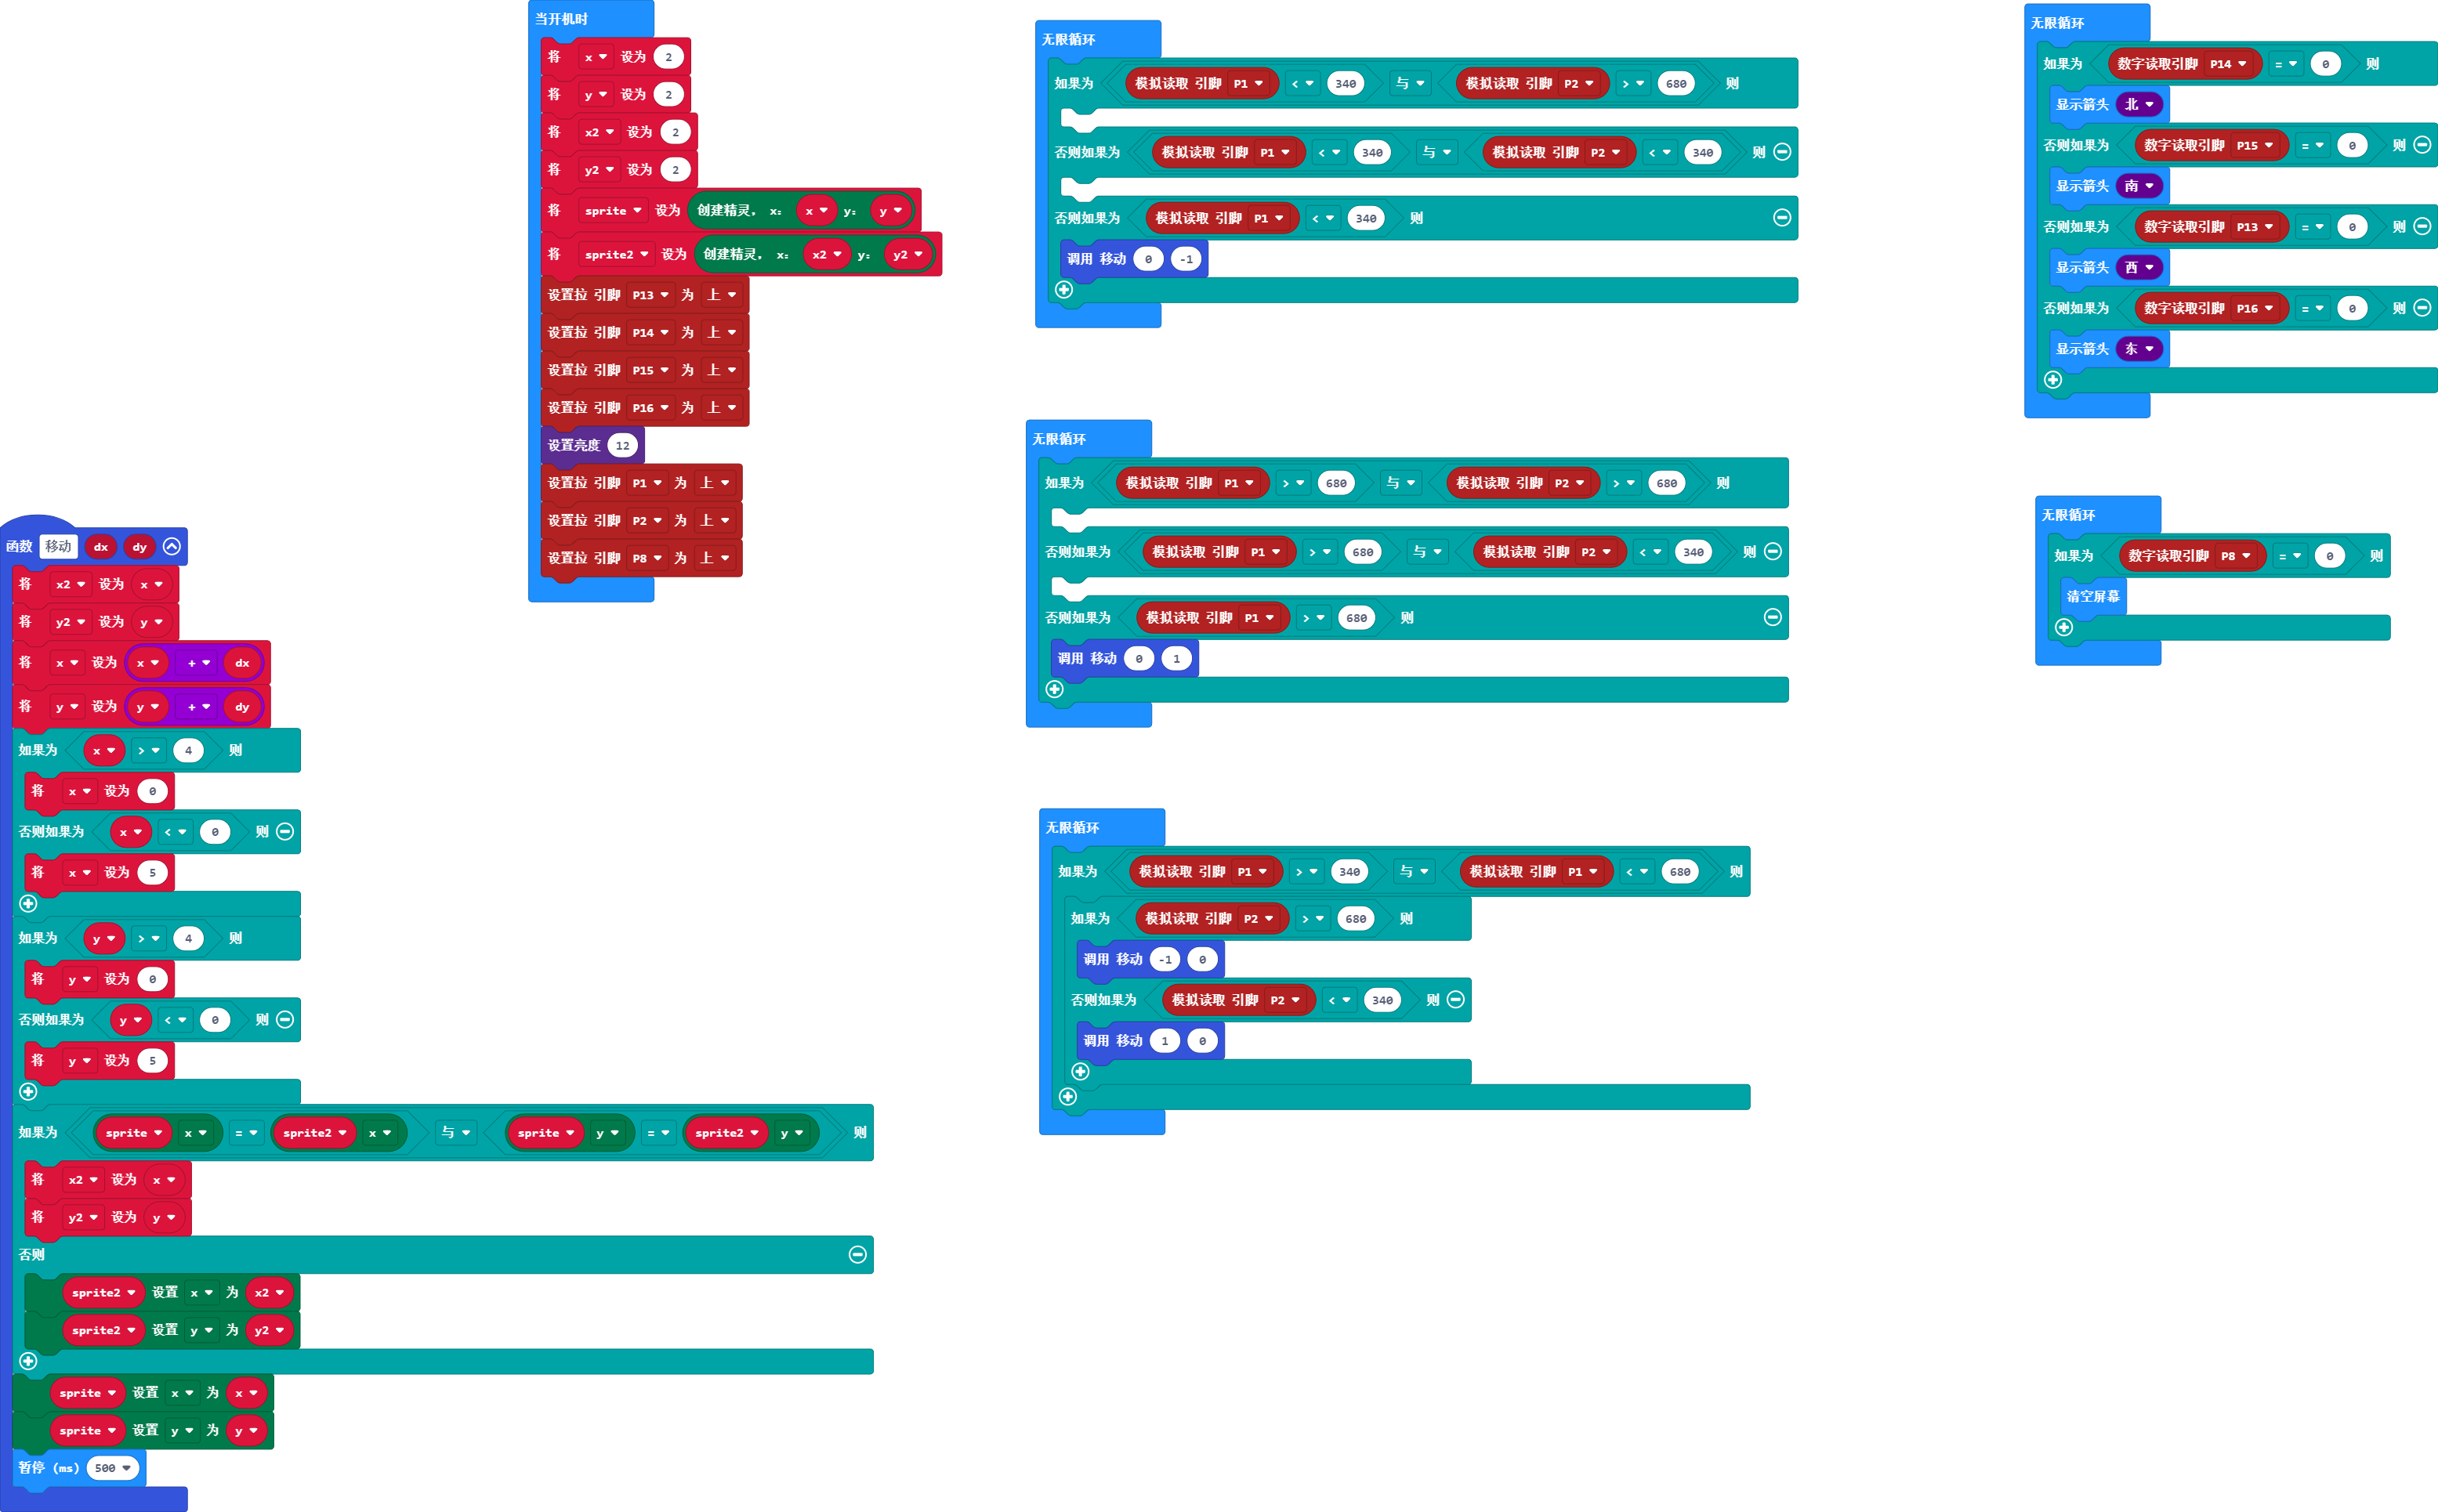 当开机时
将 x 设为 2
将 y 设为 2
将 x2 设为 2
将 y2 设为 2
将 sprite 设为 创建精灵, x: x y: y
将 sprite2 设为 创建精灵, x: x2 y: y2
设置拉 引脚 P13 为 上
设置拉 引脚 P14 为 上
设置拉 引脚 P15 为 上
设置拉 引脚 P16 为 上
设置亮度 12
设置拉 引脚 P1 为 上
设置拉 引脚 P2 为 上
设置拉 引脚 P8 为 上
函数 移动 dx dy
将 x2 设为 x
将 y2 设为 y
将 x 设为 x + dx
将 y 设为 y + dy
如果为 x > 4 则
将 x 设为 0
否则如果为 x < 0 则
将 x 设为 5
如果为 y > 4 则
将 y 设为 0
否则如果为 y < 0 则
将 y 设为 5
如果为 sprite x = sprite2 x 与 sprite y = sprite2 y 则
将 x2 设为 x
将 y2 设为 y
否则
sprite2 设置 x 为 x2
sprite2 设置 y 为 y2
sprite 设置 x 为 x
sprite 设置 y 为 y
暂停 (ms) 500
无限循环
如果为 模拟读取 引脚 P1 < 340 与 模拟读取 引脚 P2 > 680 则
否则如果为 模拟读取 引脚 P1 < 340 与 模拟读取 引脚 P2 < 340 则
否则如果为 模拟读取 引脚 P1 < 340 则
调用 移动 0 -1
无限循环
如果为 模拟读取 引脚 P1 > 680 与 模拟读取 引脚 P2 > 680 则
否则如果为 模拟读取 引脚 P1 > 680 与 模拟读取 引脚 P2 < 340 则
否则如果为 模拟读取 引脚 P1 > 680 则
调用 移动 0 1
无限循环
如果为 模拟读取 引脚 P1 > 340 与 模拟读取 引脚 P1 < 680 则
如果为 模拟读取 引脚 P2 > 680 则
调用 移动 -1 0
否则如果为 模拟读取 引脚 P2 < 340 则
调用 移动 1 0
无限循环
如果为 数字读取引脚 P14 = 0 则
显示箭头 北
否则如果为 数字读取引脚 P15 = 0 则
显示箭头 南
否则如果为 数字读取引脚 P13 = 0 则
显示箭头 西
否则如果为 数字读取引脚 P16 = 0 则
显示箭头 东
无限循环
如果为 数字读取引脚 P8 = 0 则
清空屏幕